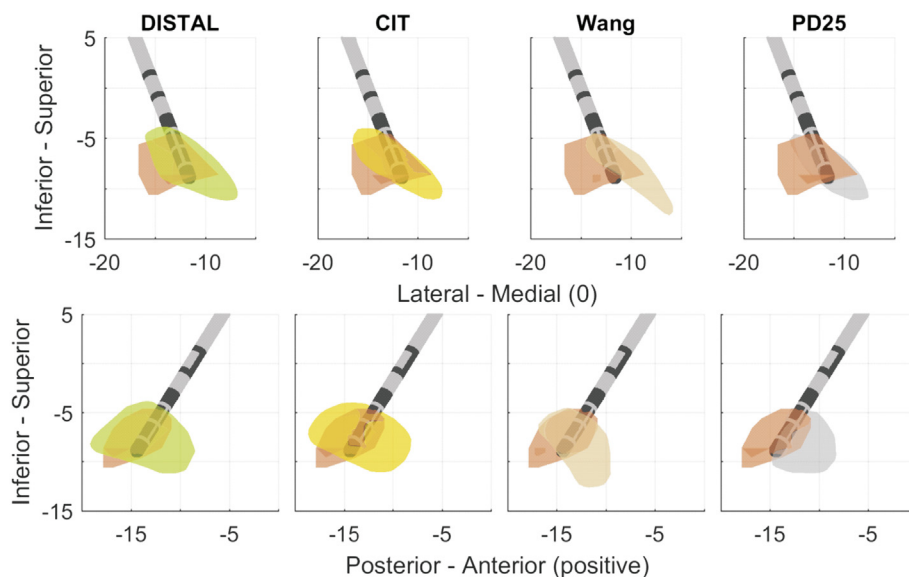 DISTAL CIT Wang PD25
Inferior - Superior
5
-5
-15
-20 -10 -20 -10 -20 -10 -20 -10
Lateral - Medial (0)
Inferior - Superior
5
-5
-15
-15 -5 -15 -5 -15 -5 -15 -5
Posterior - Anterior (positive)